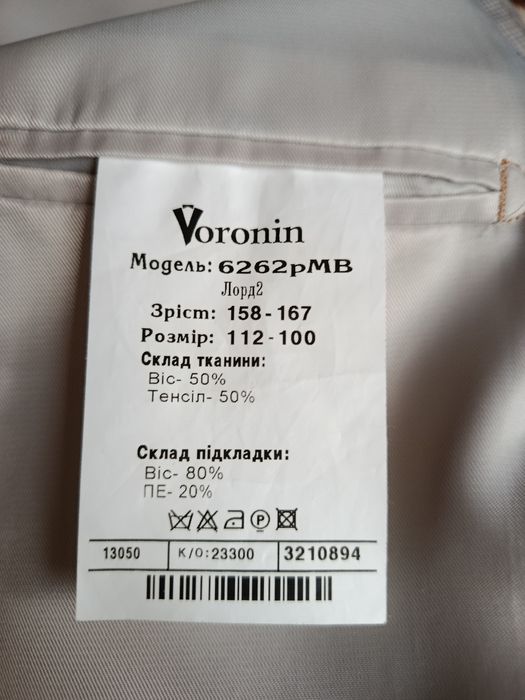 Voronin
Модель: 6262рМВ
Лорд2
Зріст: 158-167
Розмір: 112-100
Склад тканини:
Віс- 50%
Тенсіл- 50%
Склад підкладки:
Віс- 80%
ПЕ- 20%
P
13050 К/О:23300 3210894